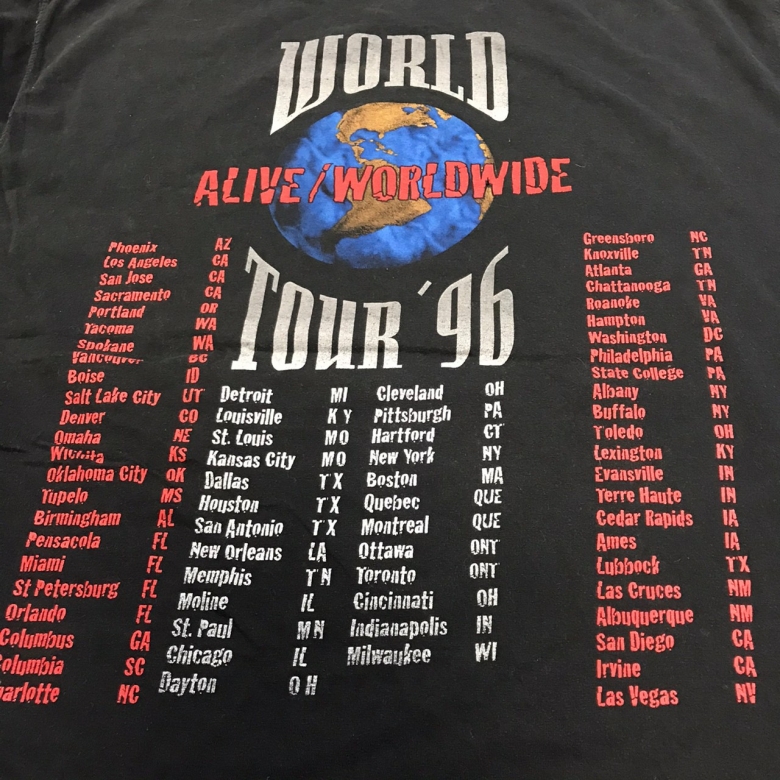 WORLD
ALIVE/WORLDWIDE
TOUR '96
Phoenix AZ
Los Angeles CA
San Jose CA
Sacramento CA
Portland OR
Tacoma WA
Spokane WA
Vancouver BC
Boise ID
Salt Lake City UT
Denver CO
Omaha NE
Wichita KS
Oklahoma City OK
Tupelo MS
Birmingham AL
Pensacola FL
Miami FL
St Petersburg FL
Orlando FL
Columbus GA
olumbia SC
arlotte NC
Detroit MI
Louisville KY
St. Louis MO
Kansas City MO
Dallas TX
Houston TX
San Antonio TX
New Orleans LA
Memphis TN
Moline IL
St. Paul MN
Chicago IL
Dayton OH
Cleveland OH
Pittsburgh PA
Hartford CT
New York NY
Boston MA
Quebec QUE
Montreal QUE
Ottawa ONT
Toronto ONT
Cincinnati OH
Indianapolis IN
Milwaukee WI
Greensboro NC
Knoxville TN
Atlanta GA
Chattanooga TN
Roanoke VA
Hampton VA
Washington DC
Philadelphia PA
State College PA
Albany NY
Buffalo NY
Toledo OH
Lexington KY
Evansville IN
Terre Haute IN
Cedar Rapids IA
Ames IA
Lubbock TX
Las Cruces NM
Albuquerque NM
San Diego CA
Irvine CA
Las Vegas NV